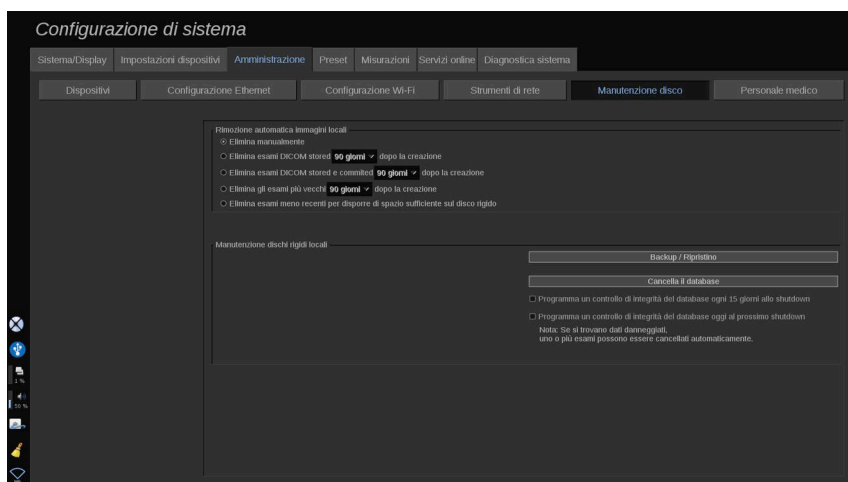 Configurazione di sistema
Sistema/Display Impostazioni dispositivi Amministrazione Preset Misurazioni Servizi online Diagnostica sistema
Dispositivi Configurazione Ethernet Configurazione Wi-Fi Strumenti di rete Manutenzione disco Personale medico
Rimozione automatica immagini locali
Elimina manualmente
Elimina esami DICOM stored 90 giorni dopo la creazione
Elimina esami DICOM stored e commited 90 giorni dopo la creazione
Elimina gli esami più vecchi 90 giorni dopo la creazione
Elimina esami meno recenti per disporre di spazio sufficiente sul disco rigido
Manutenzione dischi rigidi locali
Backup / Ripristino
Cancella il database
Programma un controllo di integrità del database ogni 15 giorni allo shutdown
Programma un controllo di integrità del database oggi al prossimo shutdown
Nota: Se si trovano dati danneggiati,
uno o più esami possono essere cancellati automaticamente.
1 %
50 %